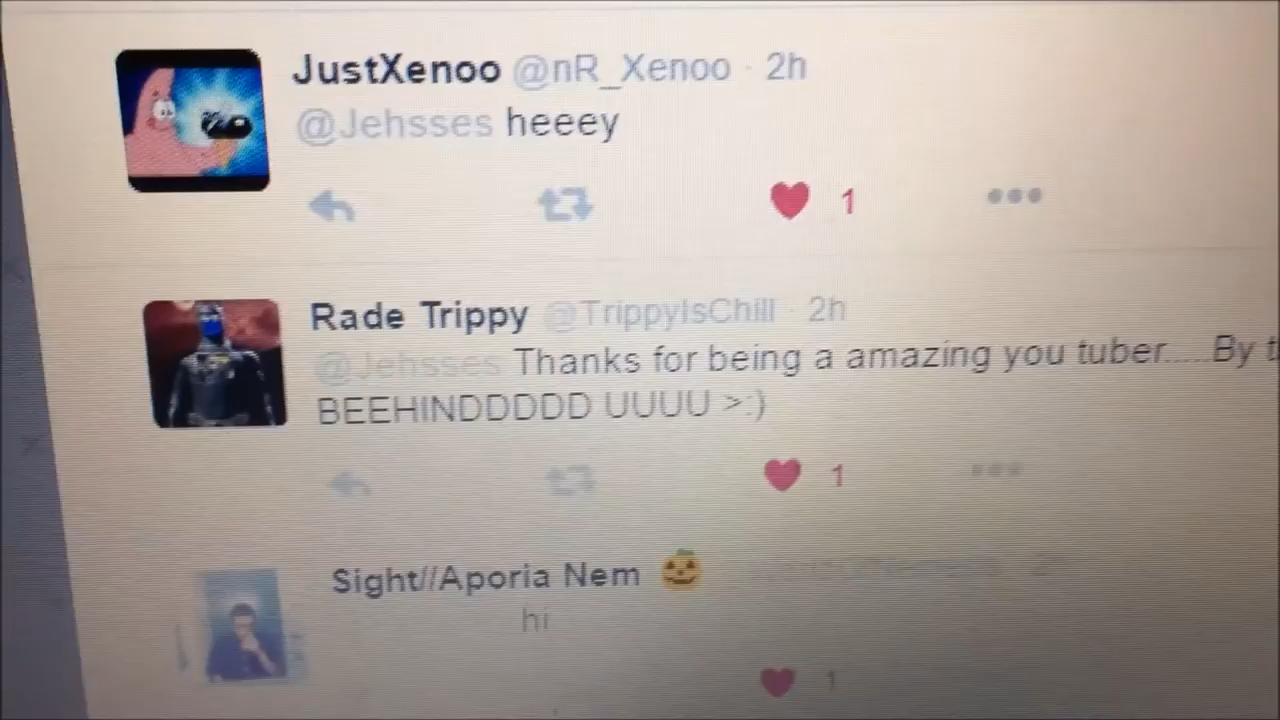 JustXenoo @nR_Xenoo · 2h
@Jehsses heeey
1
Rade Trippy @TrippyIsChill · 2h
@Jehsses Thanks for being a amazing you tuber.....By
BEEHINDDDDD UUUU >:)
1
Sight//Aporia Nem 🎃
hi
1